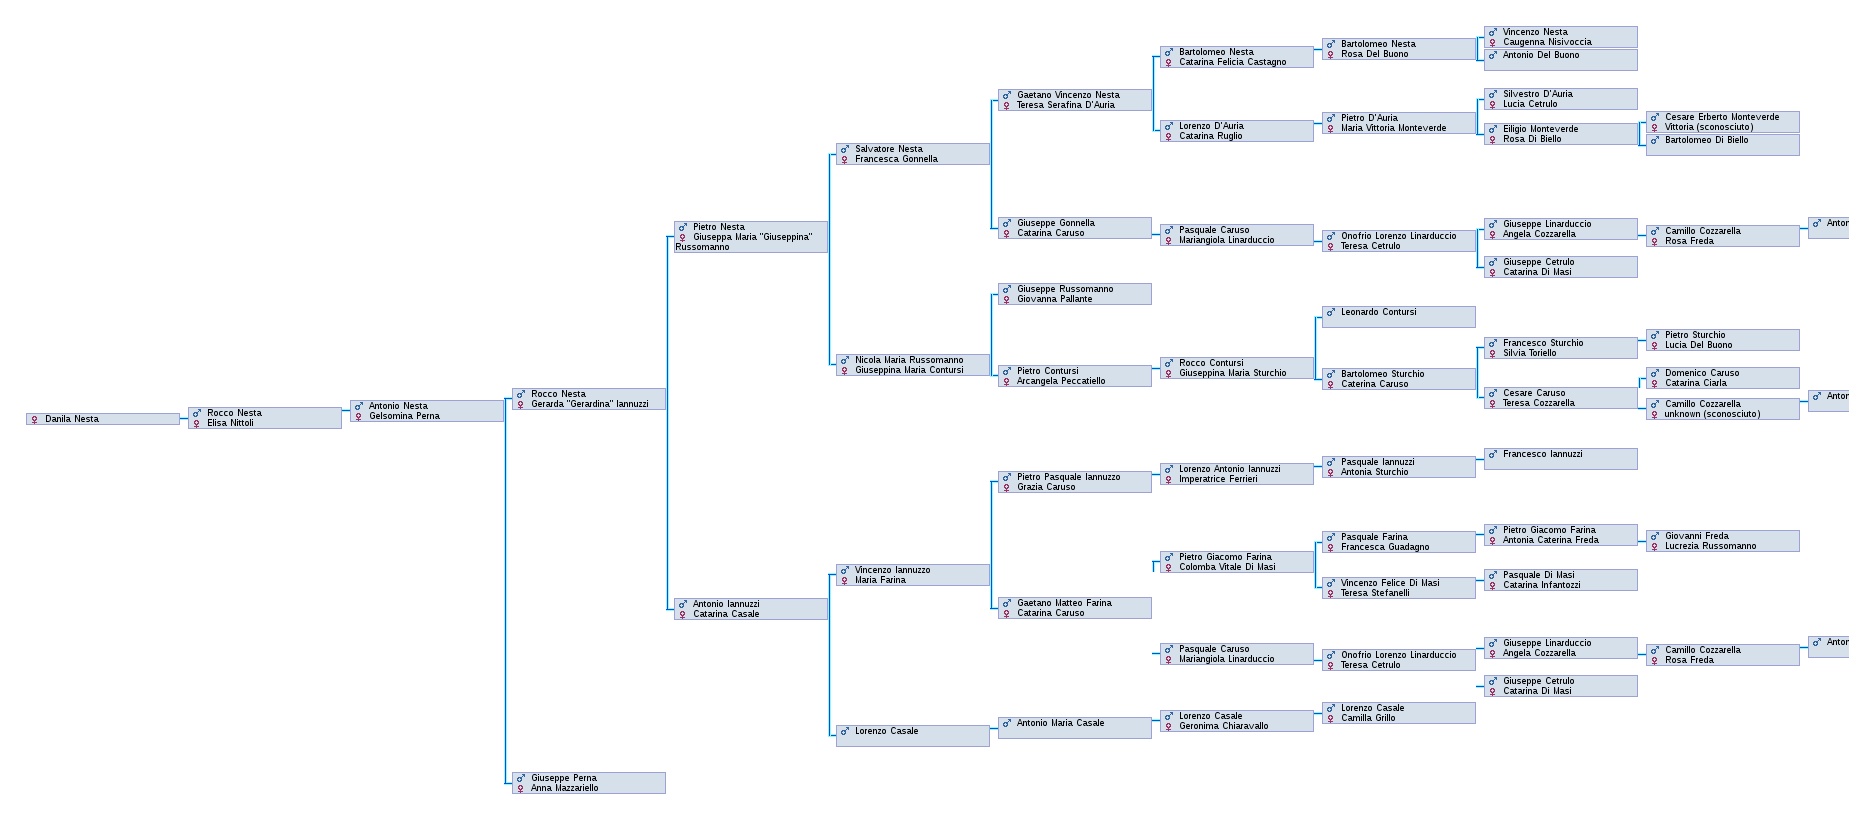 Danila Nesta
Rocco Nesta
Elisa Nittoli
Antonio Nesta
Gelsomina Perna
Rocco Nesta
Gerarda "Gerardina" Iannuzzi
Giuseppe Perna
Anna Mazzariello
Pietro Nesta
Giuseppa Maria "Giuseppina"
Russomanno
Antonio Iannuzzi
Catarina Casale
Salvatore Nesta
Francesca Gonnella
Nicola Maria Russomanno
Giuseppina Maria Contursi
Vincenzo Iannuzzo
Maria Farina
Lorenzo Casale
Gaetano Vincenzo Nesta
Teresa Serafina D'Auria
Giuseppe Gonnella
Catarina Caruso
Giuseppe Russomanno
Giovanna Pallante
Pietro Contursi
Arcangela Peccatiello
Pietro Pasquale Iannuzzo
Grazia Caruso
Gaetano Matteo Farina
Catarina Caruso
Antonio Maria Casale
Bartolomeo Nesta
Catarina Felicia Castagno
Lorenzo D'Auria
Catarina Ruglio
Pasquale Caruso
Mariangiola Linarduccio
Rocco Contursi
Giuseppina Maria Sturchio
Lorenzo Antonio Iannuzzi
Imperatrice Ferrieri
Pietro Giacomo Farina
Colomba Vitale Di Masi
Pasquale Caruso
Mariangiola Linarduccio
Lorenzo Casale
Geronima Chiaravallo
Bartolomeo Nesta
Rosa Del Buono
Pietro D'Auria
Maria Vittoria Monteverde
Onofrio Lorenzo Linarduccio
Teresa Cetrulo
Leonardo Contursi
Bartolomeo Sturchio
Caterina Caruso
Pasquale Iannuzzi
Antonia Sturchio
Pasquale Farina
Francesca Guadagno
Vincenzo Felice Di Masi
Teresa Stefanelli
Onofrio Lorenzo Linarduccio
Teresa Cetrulo
Lorenzo Casale
Camilla Grillo
Vincenzo Nesta
Caugenna Nisivoccia
Antonio Del Buono
Silvestro D'Auria
Lucia Cetrulo
Eiligio Monteverde
Rosa Di Biello
Giuseppe Linarduccio
Angela Cozzarella
Giuseppe Cetrulo
Catarina Di Masi
Francesco Sturchio
Silvia Toriello
Cesare Caruso
Teresa Cozzarella
Francesco Iannuzzi
Pietro Giacomo Farina
Antonia Caterina Freda
Pasquale Di Masi
Catarina Infantozzi
Giuseppe Linarduccio
Angela Cozzarella
Giuseppe Cetrulo
Catarina Di Masi
Cesare Erberto Monteverde
Vittoria (sconosciuto)
Bartolomeo Di Biello
Camillo Cozzarella
Rosa Freda
Pietro Sturchio
Lucia Del Buono
Domenico Caruso
Catarina Ciarla
Camillo Cozzarella
unknown (sconosciuto)
Giovanni Freda
Lucrezia Russomanno
Camillo Cozzarella
Rosa Freda
Anton
Anton
Anton